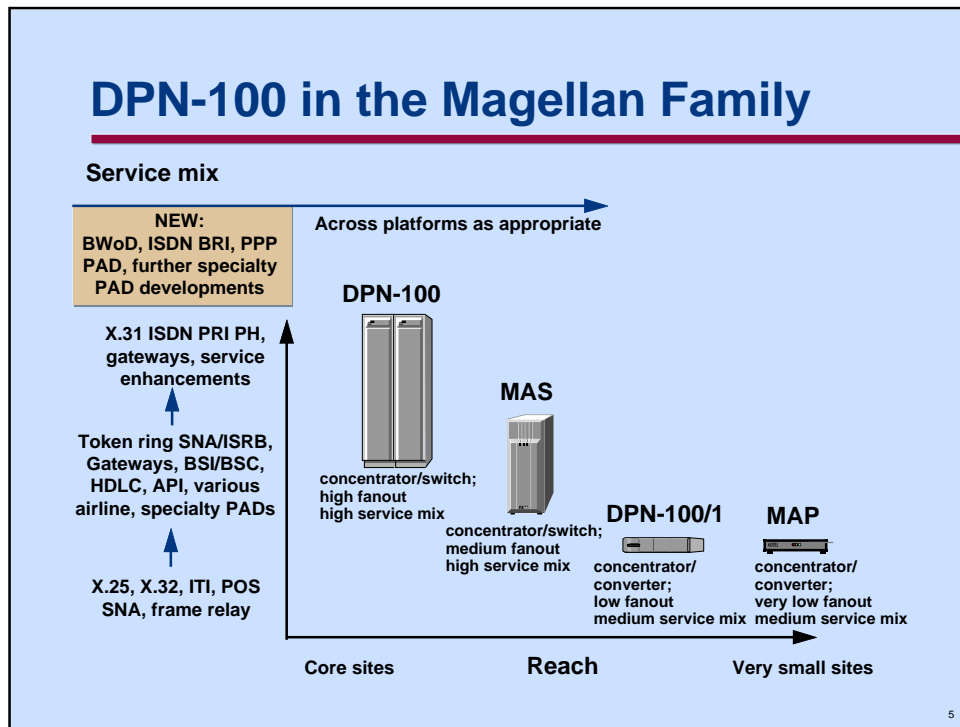 DPN-100 in the Magellan Family
Service mix
NEW:
BWoD, ISDN BRI, PPP
PAD, further specialty
PAD developments
Across platforms as appropriate
X.31 ISDN PRI PH,
gateways, service
enhancements
Token ring SNA/ISRB,
Gateways, BSI/BSC,
HDLC, API, various
airline, specialty PADs
X.25, X.32, ITI, POS
SNA, frame relay
DPN-100
concentrator/switch;
high fanout
high service mix
MAS
concentrator/switch;
medium fanout
high service mix
DPN-100/1
concentrator/
converter;
low fanout
medium service mix
MAP
concentrator/
converter;
very low fanout
medium service mix
Core sites
Reach
Very small sites
5